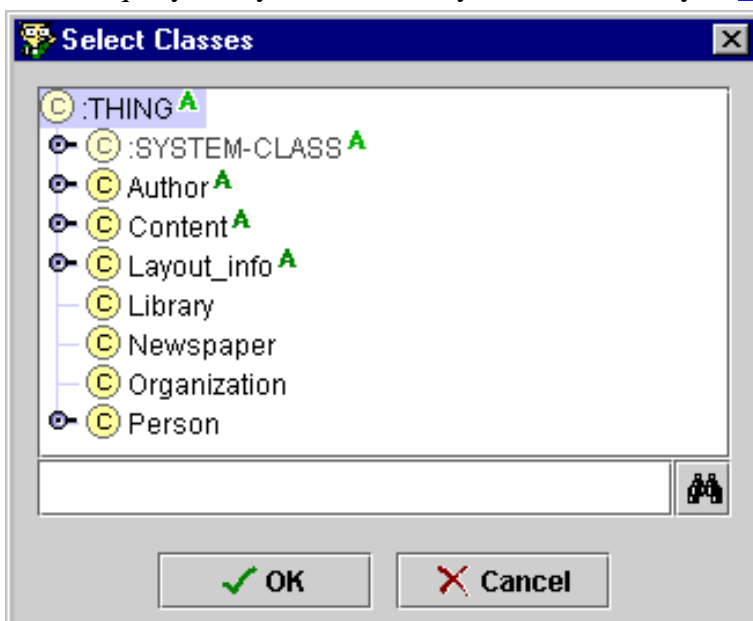 Select Classes
C :THING A
C :SYSTEM-CLASS A
C Author A
C Content A
C Layout_info A
C Library
C Newspaper
C Organization
C Person
OK Cancel